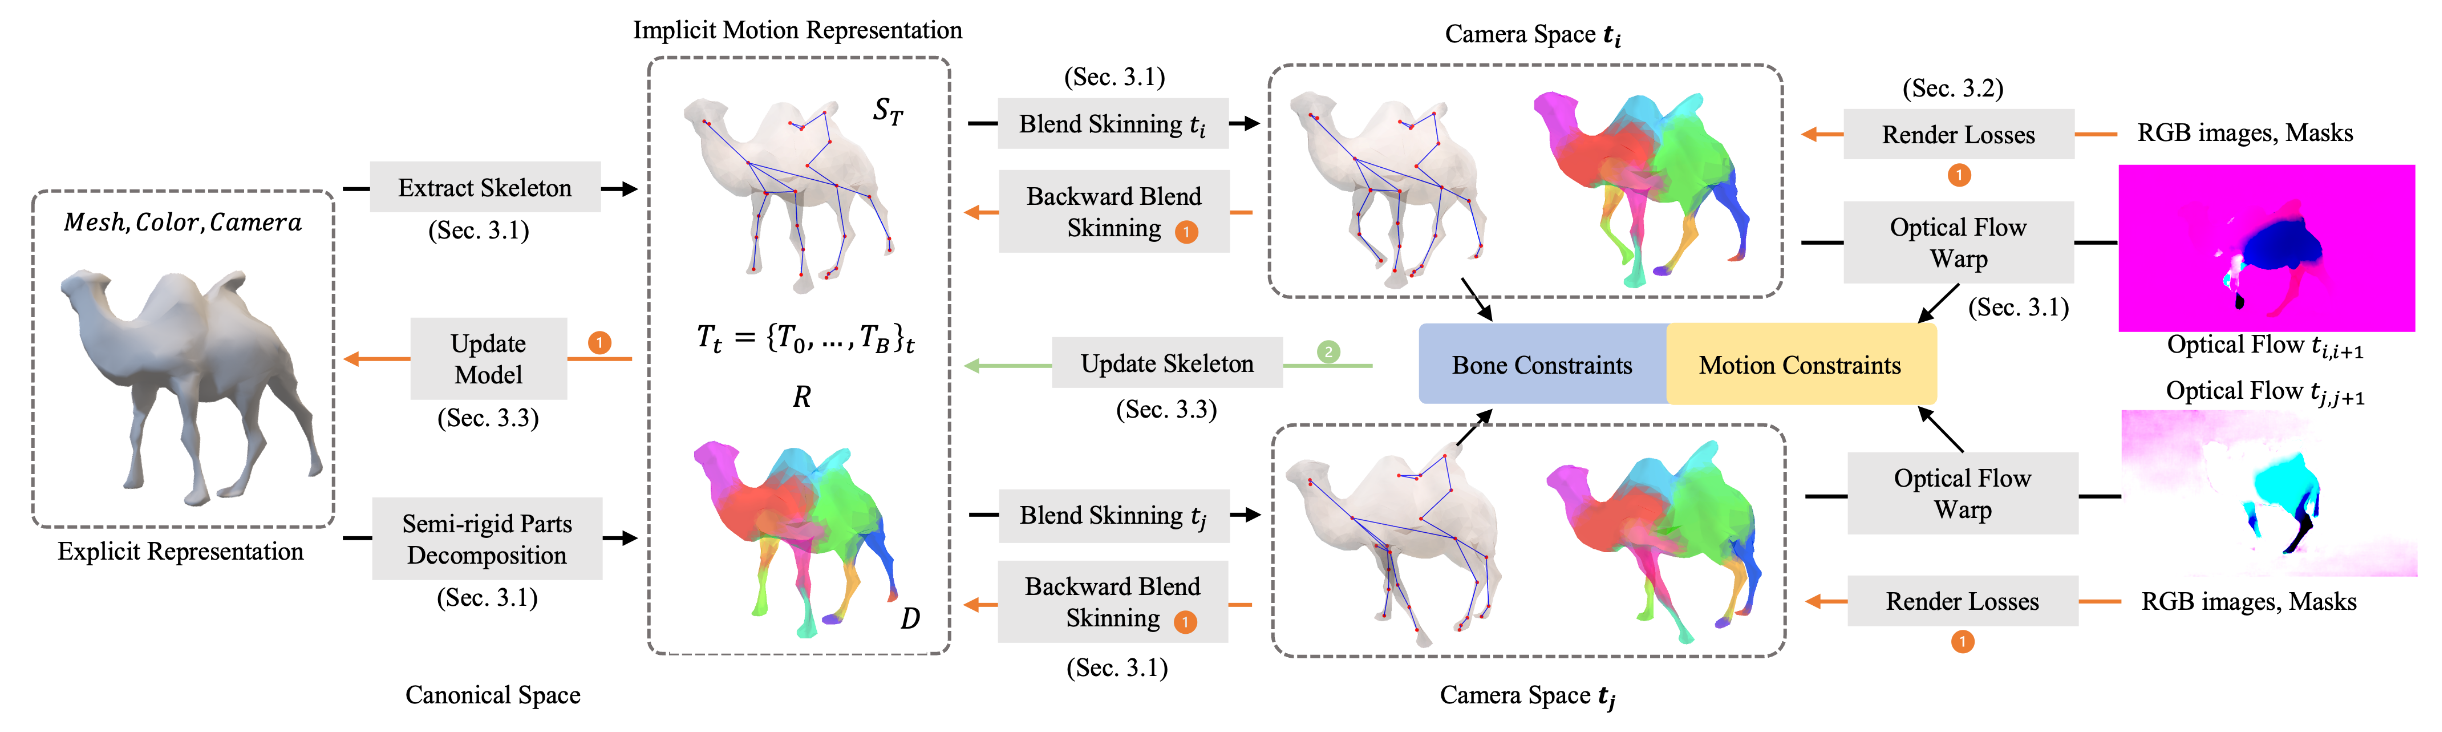 Implicit Motion Representation
Camera Space t_i
(Sec. 3.1)
(Sec. 3.2)
S_T
Blend Skinning t_i
Render Losses
RGB images, Masks
1
Extract Skeleton
(Sec. 3.1)
Mesh, Color, Camera
Backward Blend
Skinning 1
Optical Flow
Warp
(Sec. 3.1)
T_t = {T_0, ..., T_B}_t
Update
Model
1
(Sec. 3.3)
R
Update Skeleton
2
(Sec. 3.3)
Bone Constraints
Motion Constraints
Optical Flow t_{i,i+1}
Optical Flow t_{j,j+1}
Explicit Representation
Semi-rigid Parts
Decomposition
(Sec. 3.1)
D
Blend Skinning t_j
Optical Flow
Warp
Backward Blend
Skinning 1
(Sec. 3.1)
Render Losses
1
RGB images, Masks
Canonical Space
Camera Space t_j